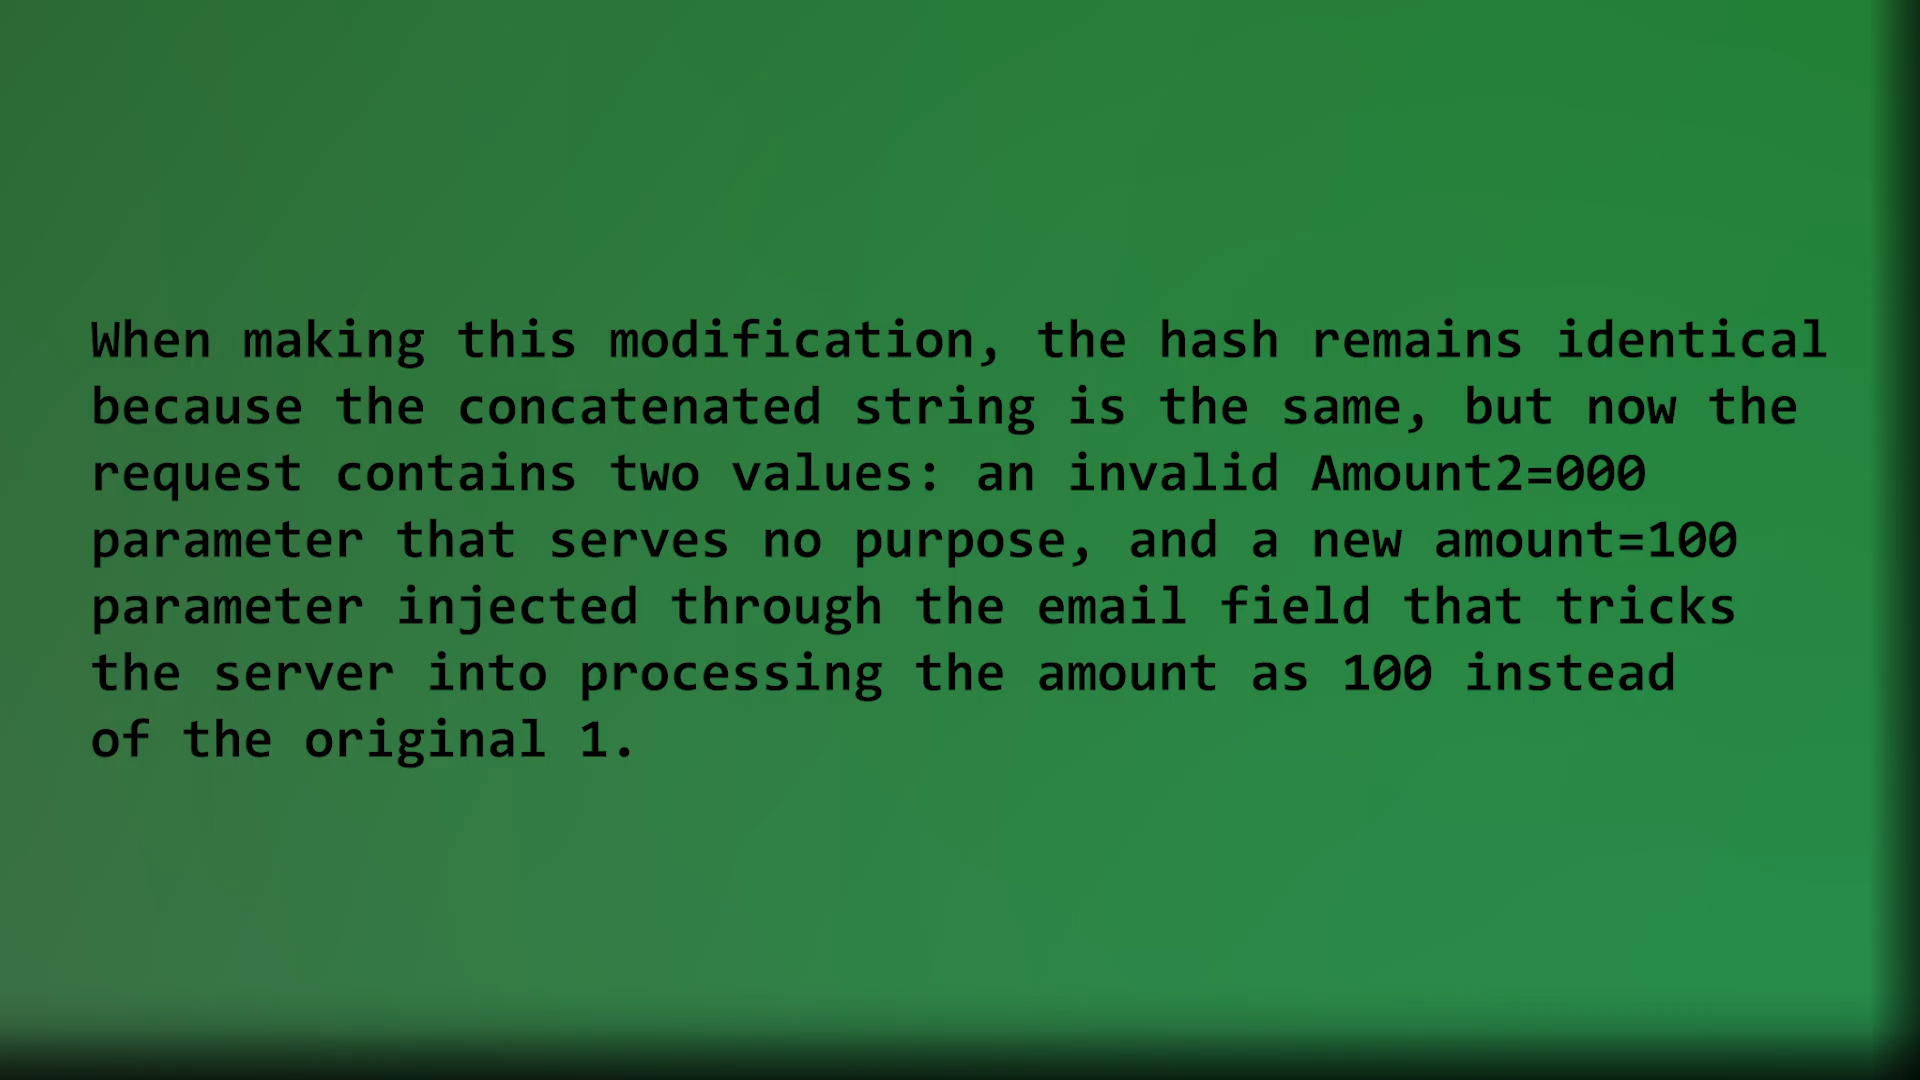 When making this modification, the hash remains identical
because the concatenated string is the same, but now the
request contains two values: an invalid Amount2=000
parameter that serves no purpose, and a new amount=100
parameter injected through the email field that tricks
the server into processing the amount as 100 instead
of the original 1.